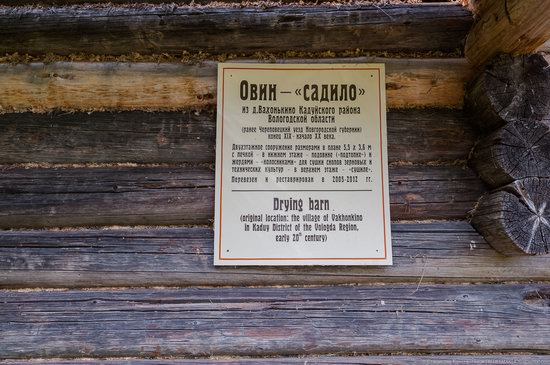 Овин — «садило»
из д.Вахонькино Кадуйского района
Вологодской области
(ранее Череповецкий уезд Новгородской губернии)
конец XIX - начало XX века.
Двухэтажное сооружение размерами в плане 5,5 х 3,6 м
с печкой - в нижнем этаже - подовине («подтопке») и
жердями - «колосниками» для сушки снопов зерновых и
технических культур - в верхнем этаже - «сушиле».
Перевезен и реставрирован в 2005-2012 гг.
Drying barn
(original location: the village of Vakhonkino
in Kaduy District of the Vologda Region,
early 20th century)